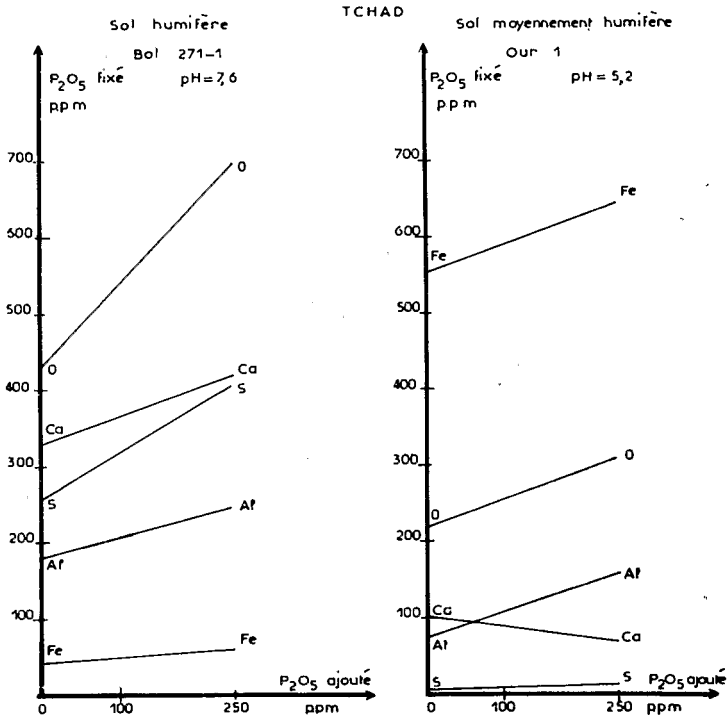 TCHAD
Sol humifère
Bol 271-1
P₂O₅ fixé pH=7,6
ppm
700
600
500
400
300
200
100
O
O
Ca
Ca
S
S
Al
Al
Fe
Fe
P₂O₅ ajouté
0 100 250 ppm
Sol moyennement humifère
Our 1
P₂O₅ fixé pH=5,2
ppm
700
600
500
400
300
200
100
Fe
Fe
O
O
Al
Ca
Al
Ca
S
S
P₂O₅ ajouté
0 100 250 ppm